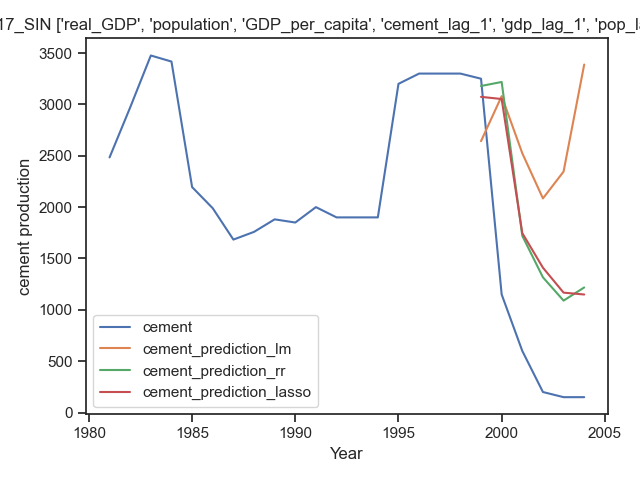 17_SIN ['real_GDP', 'population', 'GDP_per_capita', 'cement_lag_1', 'gdp_lag_1', 'pop_la
3500
3000
2500
2000
1500
1000
500
0
cement production
cement
cement_prediction_lm
cement_prediction_rr
cement_prediction_lasso
1980
1985
1990
1995
2000
2005
Year